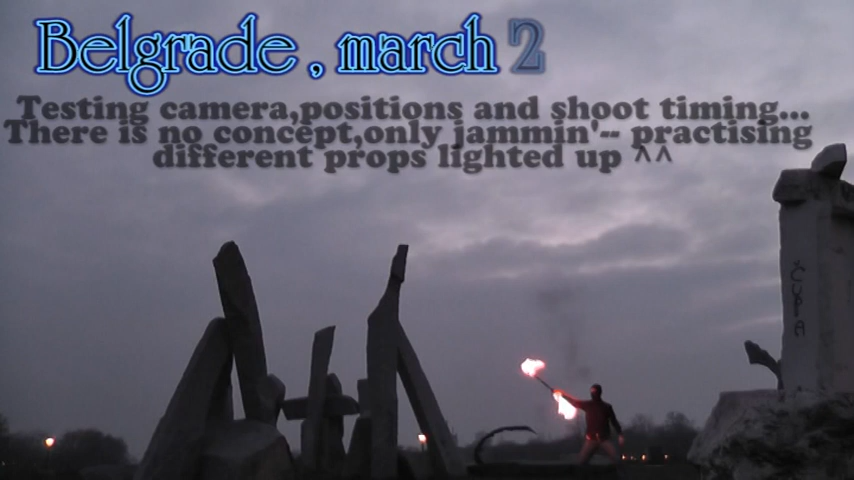 Belgrade , march 2
Testing camera,positions and shoot timing...
There is no concept,only jammin'-- practising
different props lighted up ^^